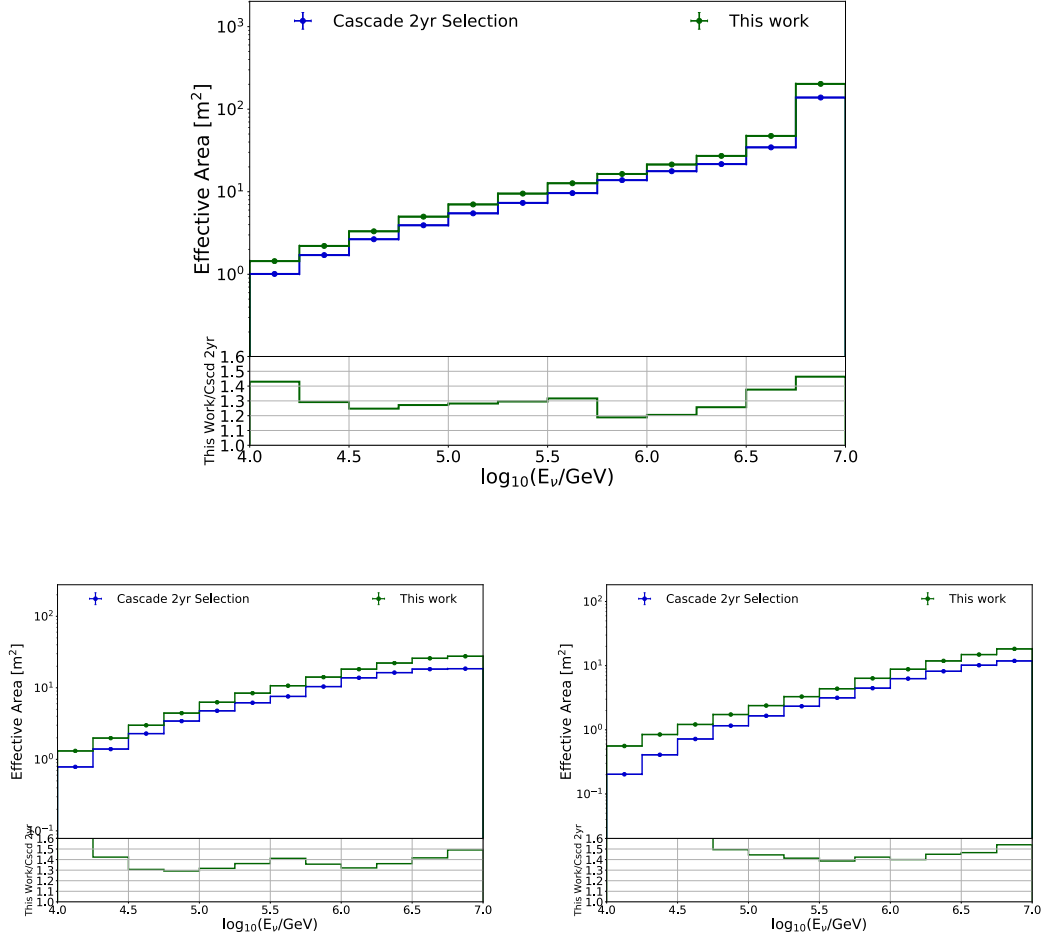 Cascade 2yr Selection
This work
Effective Area [m²]
10³
10²
10¹
10⁰
This Work/Cscd 2yr
1.6
1.5
1.4
1.3
1.2
1.1
1.0
4.0 4.5 5.0 5.5 6.0 6.5 7.0
log₁₀(Eᵥ/GeV)
Cascade 2yr Selection
This work
Effective Area [m²]
10²
10¹
10⁰
10⁻¹
This Work/Cscd 2yr
1.6
1.5
1.4
1.3
1.2
1.1
1.0
4.0 4.5 5.0 5.5 6.0 6.5 7.0
log₁₀(Eᵥ/GeV)
Cascade 2yr Selection
This work
Effective Area [m²]
10²
10¹
10⁰
10⁻¹
This Work/Cscd 2yr
1.6
1.5
1.4
1.3
1.2
1.1
1.0
4.0 4.5 5.0 5.5 6.0 6.5 7.0
log₁₀(Eᵥ/GeV)